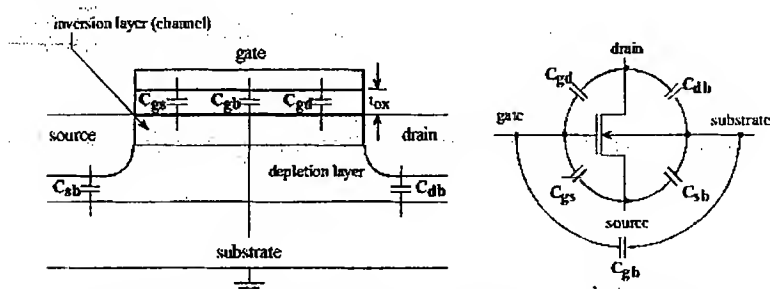 inversion layer (channel)
gate
Cgs
Cgb
Cgd
tox
source
drain
depletion layer
Csb
Cdb
substrate
drain
Cgd
Cdb
gate
substrate
Cgs
Csb
source
Cgb